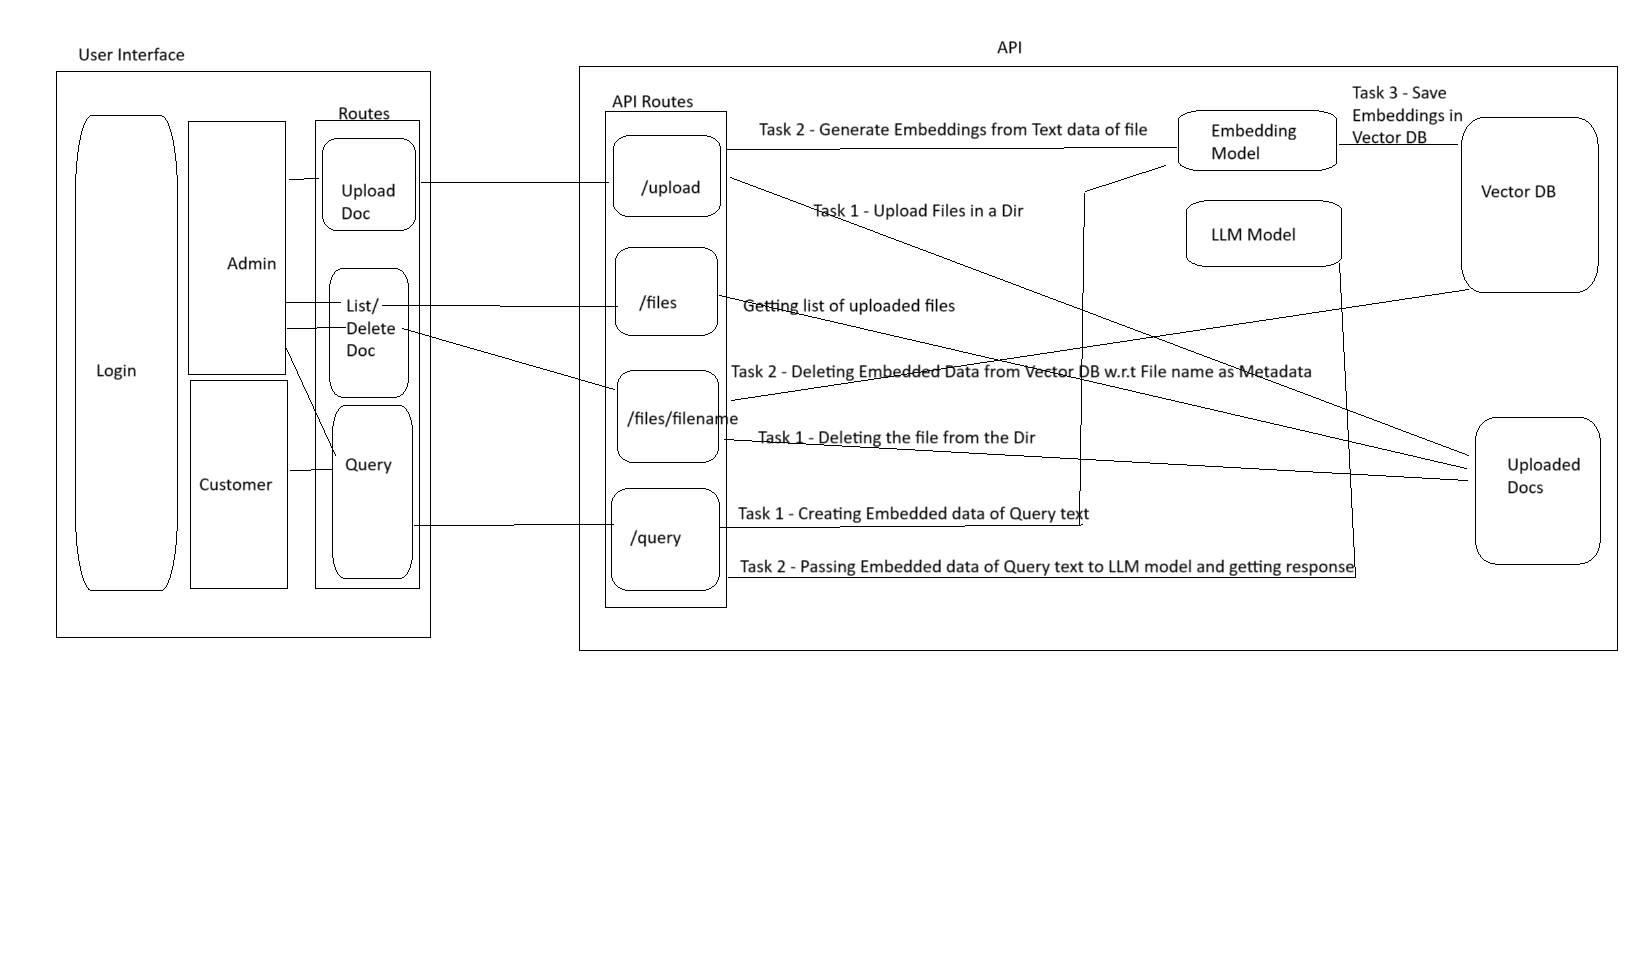 User Interface
Routes
Login
Admin
Customer
Upload
Doc
List/
Delete
Doc
Query
API
API Routes
/upload
/files
/files/filename
/query
Task 2 - Generate Embeddings from Text data of file
Task 1 - Upload Files in a Dir
Getting list of uploaded files
Task 2 - Deleting Embedded Data from Vector DB w.r.t File name as Metadata
Task 1 - Deleting the file from the Dir
Task 1 - Creating Embedded data of Query text
Task 2 - Passing Embedded data of Query text to LLM model and getting response
Embedding
Model
LLM Model
Task 3 - Save
Embeddings in
Vector DB
Vector DB
Uploaded
Docs